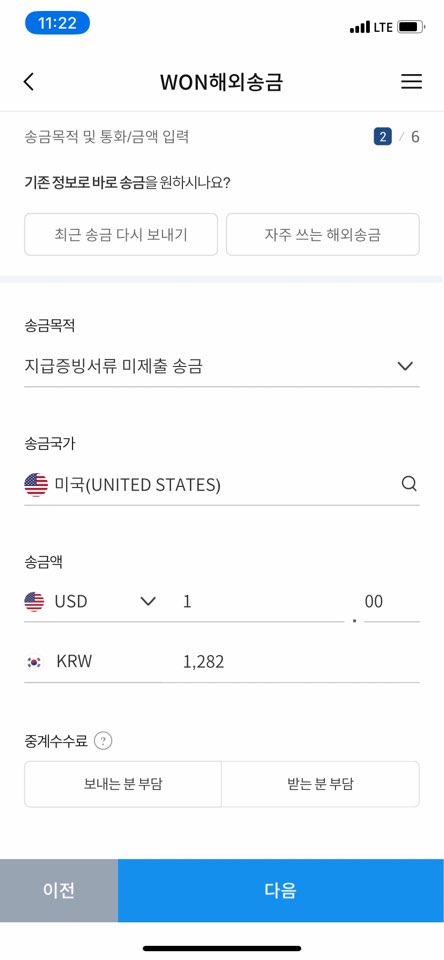 11:22
LTE
WON해외송금
송금목적 및 통화/금액 입력
2 / 6
기존 정보로 바로 송금을 원하시나요?
최근 송금 다시 보내기
자주 쓰는 해외송금
송금목적
지급증빙서류 미제출 송금
송금국가
미국(UNITED STATES)
송금액
USD 1 . 00
KRW 1,282
중계수수료 ?
보내는 분 부담
받는 분 부담
이전
다음